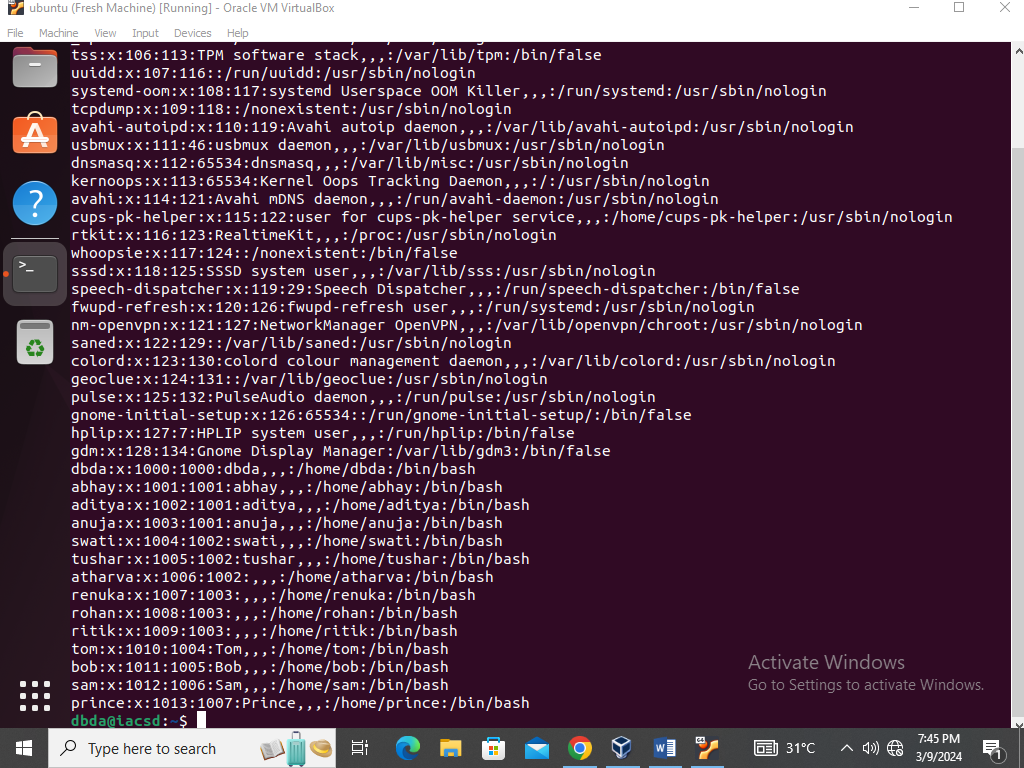 ubuntu (Fresh Machine) [Running] - Oracle VM VirtualBox
File Machine View Input Devices Help
tss:x:106:113:TPM software stack,,,:/var/lib/tpm:/bin/false
uuidd:x:107:116::/run/uuidd:/usr/sbin/nologin
systemd-oom:x:108:117:systemd Userspace OOM Killer,,,:/run/systemd:/usr/sbin/nologin
tcpdump:x:109:118::/nonexistent:/usr/sbin/nologin
avahi-autoipd:x:110:119:Avahi autoip daemon,,,:/var/lib/avahi-autoipd:/usr/sbin/nologin
usbmux:x:111:46:usbmux daemon,,,:/var/lib/usbmux:/usr/sbin/nologin
dnsmasq:x:112:65534:dnsmasq,,,:/var/lib/misc:/usr/sbin/nologin
kernoops:x:113:65534:Kernel Oops Tracking Daemon,,,:/:/usr/sbin/nologin
avahi:x:114:121:Avahi mDNS daemon,,,:/run/avahi-daemon:/usr/sbin/nologin
cups-pk-helper:x:115:122:user for cups-pk-helper service,,,:/home/cups-pk-helper:/usr/sbin/nologin
rtkit:x:116:123:RealtimeKit,,,:/proc:/usr/sbin/nologin
whoopsie:x:117:124::/nonexistent:/bin/false
sssd:x:118:125:SSSD system user,,,:/var/lib/sss:/usr/sbin/nologin
speech-dispatcher:x:119:29:Speech Dispatcher,,,:/run/speech-dispatcher:/bin/false
fwupd-refresh:x:120:126:fwupd-refresh user,,,:/run/systemd:/usr/sbin/nologin
nm-openvpn:x:121:127:NetworkManager OpenVPN,,,:/var/lib/openvpn/chroot:/usr/sbin/nologin
saned:x:122:129::/var/lib/saned:/usr/sbin/nologin
colord:x:123:130:colord colour management daemon,,,:/var/lib/colord:/usr/sbin/nologin
geoclue:x:124:131::/var/lib/geoclue:/usr/sbin/nologin
pulse:x:125:132:PulseAudio daemon,,,:/run/pulse:/usr/sbin/nologin
gnome-initial-setup:x:126:65534::/run/gnome-initial-setup/:/bin/false
hplip:x:127:7:HPLIP system user,,,:/run/hplip:/bin/false
gdm:x:128:134:Gnome Display Manager:/var/lib/gdm3:/bin/false
dbda:x:1000:1000:dbda,,,:/home/dbda:/bin/bash
abhay:x:1001:1001:abhay,,,:/home/abhay:/bin/bash
aditya:x:1002:1001:aditya,,,:/home/aditya:/bin/bash
anuja:x:1003:1001:anuja,,,:/home/anuja:/bin/bash
swati:x:1004:1002:swati,,,:/home/swati:/bin/bash
tushar:x:1005:1002:tushar,,,:/home/tushar:/bin/bash
atharva:x:1006:1002:,,,:/home/atharva:/bin/bash
renuka:x:1007:1003:,,,:/home/renuka:/bin/bash
rohan:x:1008:1003:,,,:/home/rohan:/bin/bash
ritik:x:1009:1003:,,,:/home/ritik:/bin/bash
tom:x:1010:1004:Tom,,,:/home/tom:/bin/bash
bob:x:1011:1005:Bob,,,:/home/bob:/bin/bash
sam:x:1012:1006:Sam,,,:/home/sam:/bin/bash
prince:x:1013:1007:Prince,,,:/home/prince:/bin/bash
dbda@iacsd:~$
Activate Windows
Go to Settings to activate Windows.
Type here to search
31°C
7:45 PM
3/9/2024
1